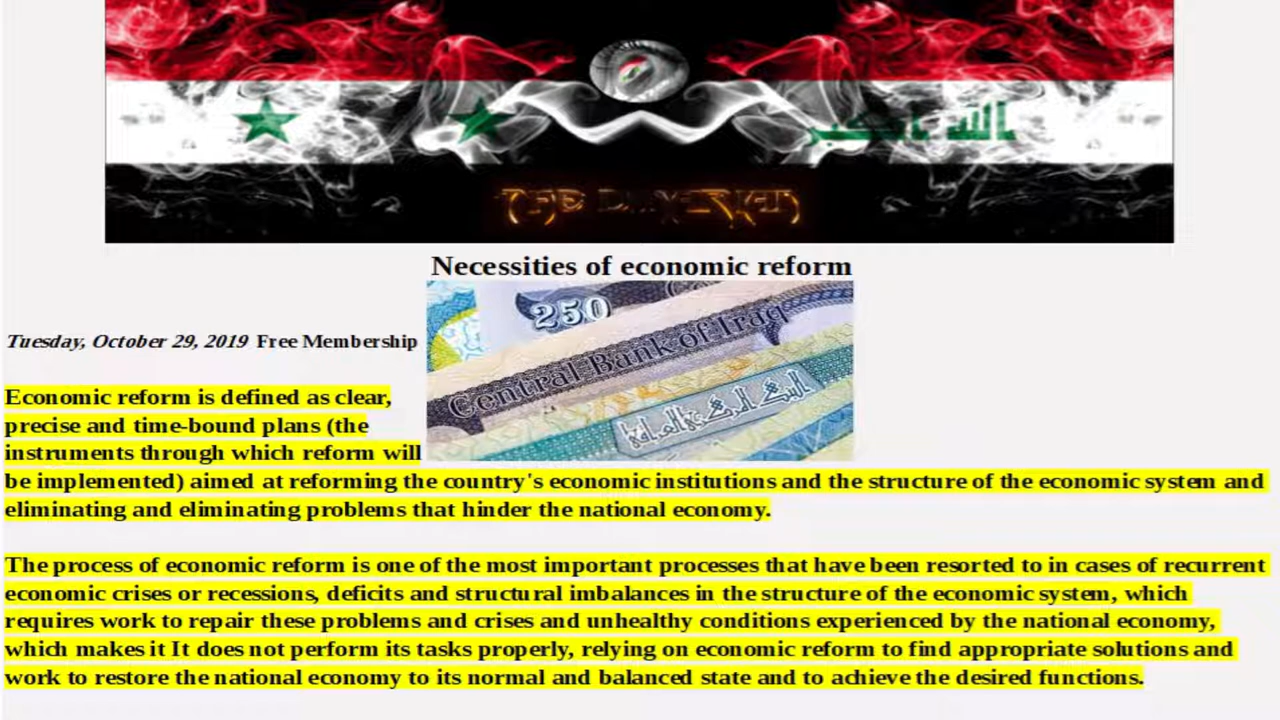 الله اكبر
Necessities of economic reform
250
Central Bank of Iraq
Tuesday, October 29, 2019 Free Membership
Economic reform is defined as clear,
precise and time-bound plans (the
instruments through which reform will
be implemented) aimed at reforming the country's economic institutions and the structure of the economic system and
eliminating and eliminating problems that hinder the national economy.
The process of economic reform is one of the most important processes that have been resorted to in cases of recurrent
economic crises or recessions, deficits and structural imbalances in the structure of the economic system, which
requires work to repair these problems and crises and unhealthy conditions experienced by the national economy,
which makes it It does not perform its tasks properly, relying on economic reform to find appropriate solutions and
work to restore the national economy to its normal and balanced state and to achieve the desired functions.